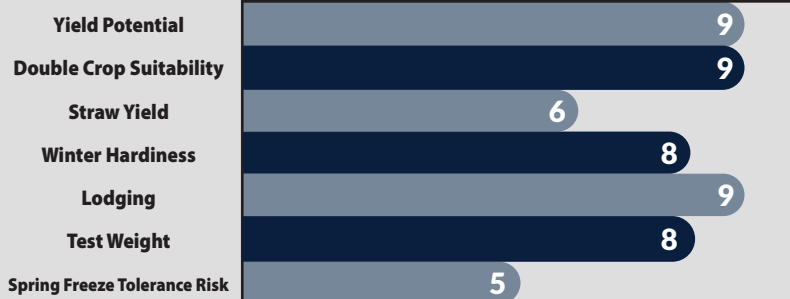 Yield Potential 9
Double Crop Suitability 9
Straw Yield 6
Winter Hardiness 8
Lodging 9
Test Weight 8
Spring Freeze Tolerance Risk 5